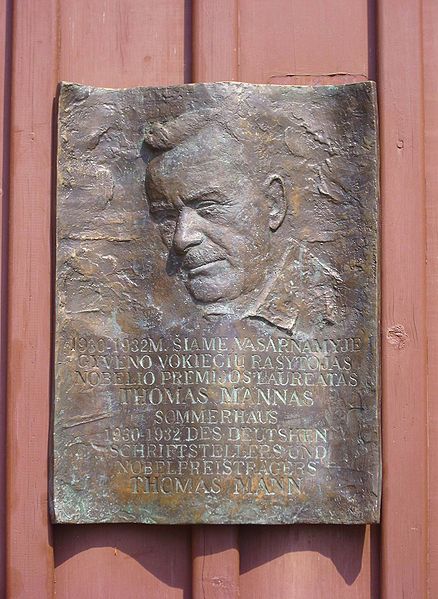 1930-1932M. ŠIAME VASARNAMYJE
GYVENO VOKIEČIŲ RAŠYTOJAS
NOBELIO PREMIJOS LAUREATAS
THOMAS MANNAS
SOMMERHAUS
1930-1932 DES DEUTSHEN
SCHRIFTSTELLERS UND
NOBELPREISTRÄGERS
THOMAS MANN